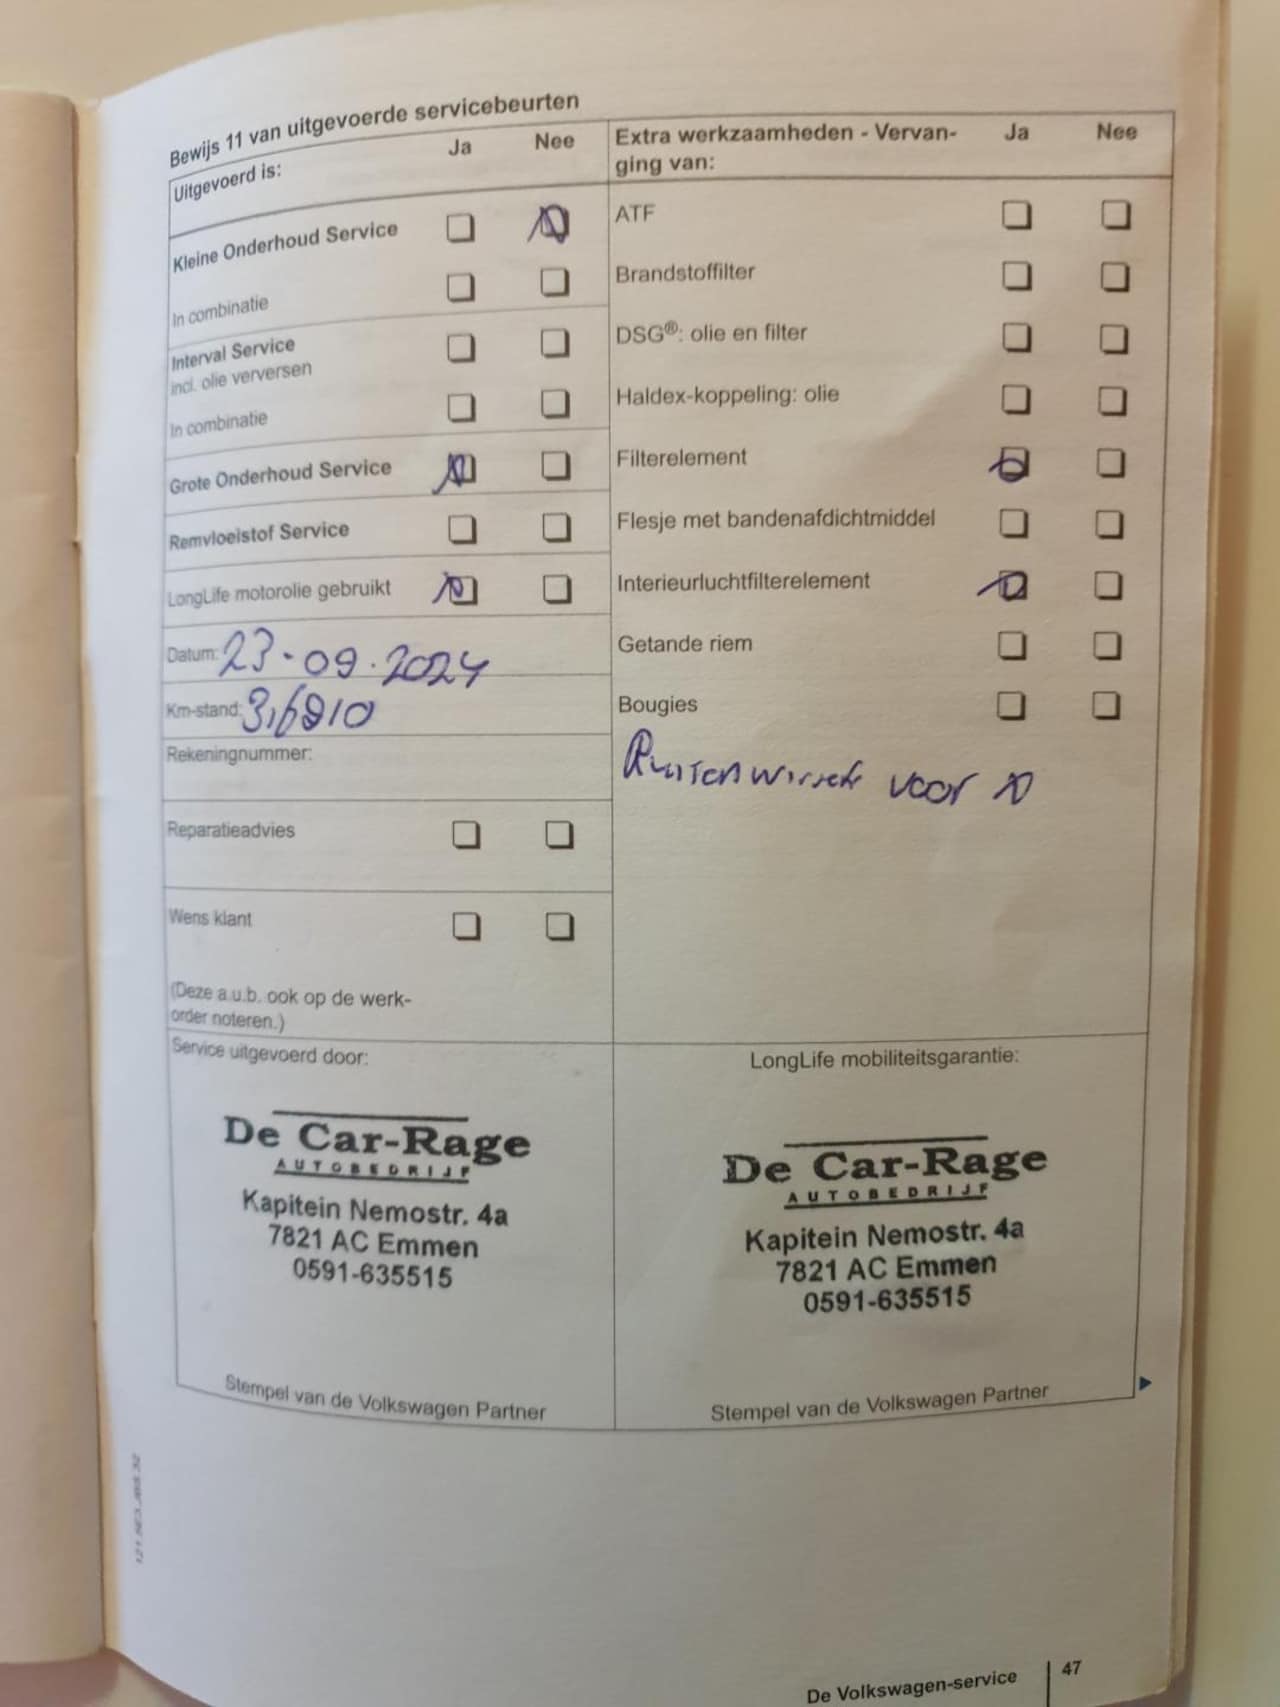 Bewijs 11 van uitgevoerde servicebeurten
Uitgevoerd is:
Ja
Nee
Kleine Onderhoud Service
In combinatie
Interval Service
incl. olie verversen
In combinatie
Grote Onderhoud Service
Remvloeistof Service
LongLife motorolie gebruikt
Datum: 23-09.2024
Km-stand:
Rekeningnummer:
Reparatieadvies
Wens klant
(Deze a.u.b. ook op de werk-
order noteren.)
Extra werkzaamheden - Vervan-
ging van:
Ja
Nee
ATF
Brandstoffilter
DSG®: olie en filter
Haldex-koppeling: olie
Filterelement
Flesje met bandenafdichtmiddel
Interieurluchtfilterelement
Getande riem
Bougies
voor
Service uitgevoerd door:
De Car-Rage
AUTOBEDRIJF
Kapitein Nemostr. 4a
7821 AC Emmen
0591-635515
Stempel van de Volkswagen Partner
LongLife mobiliteitsgarantie:
De Car-Rage
AUTOBEDRIJF
Kapitein Nemostr. 4a
7821 AC Emmen
0591-635515
Stempel van de Volkswagen Partner
De Volkswagen-service
47